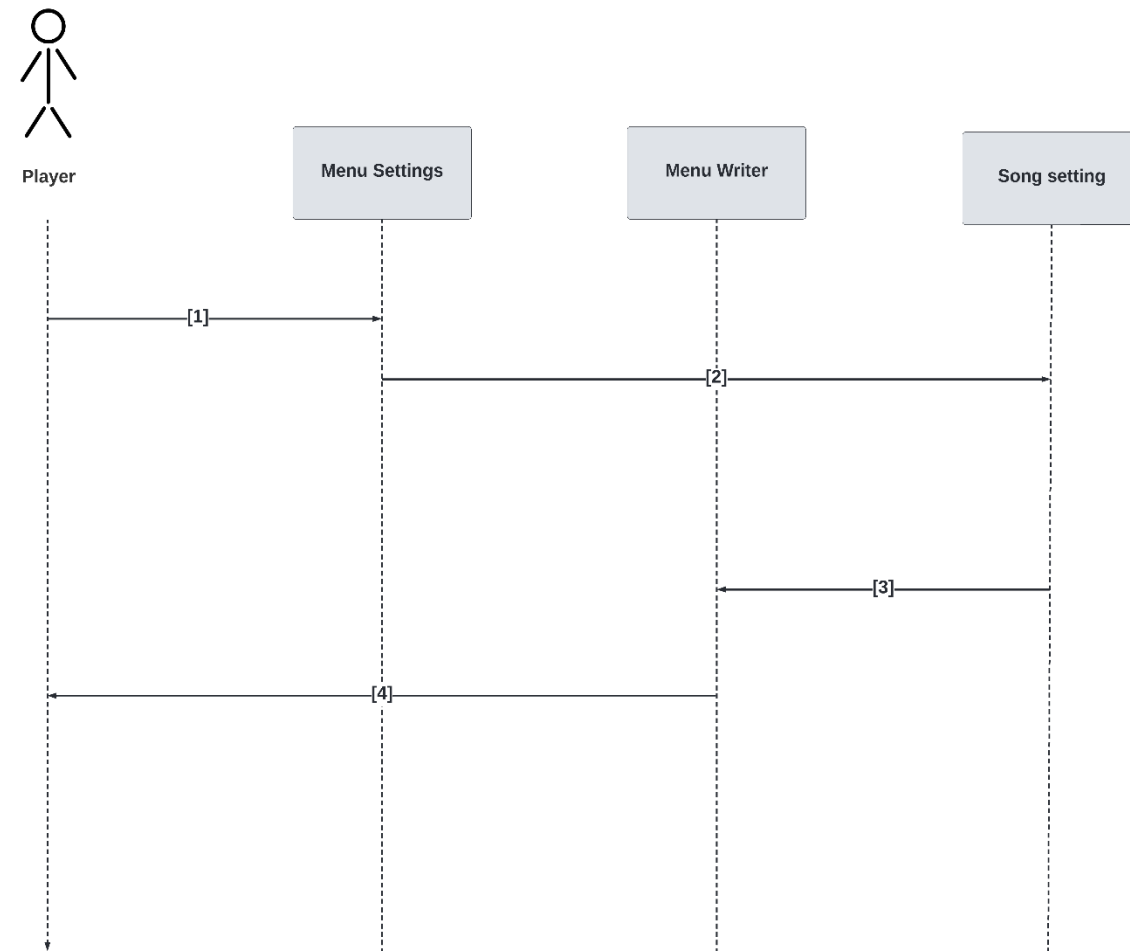 Player
Menu Settings
Menu Writer
Song setting
[1]
[2]
[3]
[4]